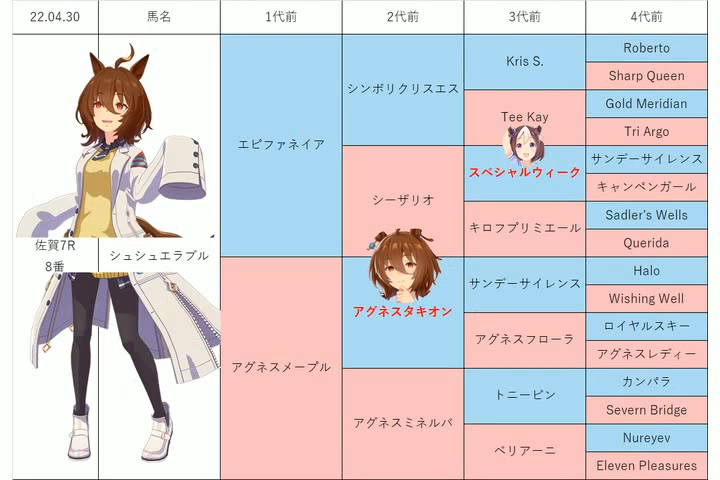 22.04.30 馬名 1代前 2代前 3代前 4代前
佐賀7R
8番
シュシュエラブル
エピファネイア
アグネスメープル
シンボリクリスエス
シーザリオ
アグネスタキオン
アグネスミネルバ
Kris S.
Tee Kay
スペシャルウィーク
キロフプリミエール
サンデーサイレンス
アグネスフローラ
トニービン
ペリアーニ
Roberto
Sharp Queen
Gold Meridian
Tri Argo
サンデーサイレンス
キャンペンガール
Sadler's Wells
Querida
Halo
Wishing Well
ロイヤルスキー
アグネスレディー
カンパラ
Severn Bridge
Nureyev
Eleven Pleasures